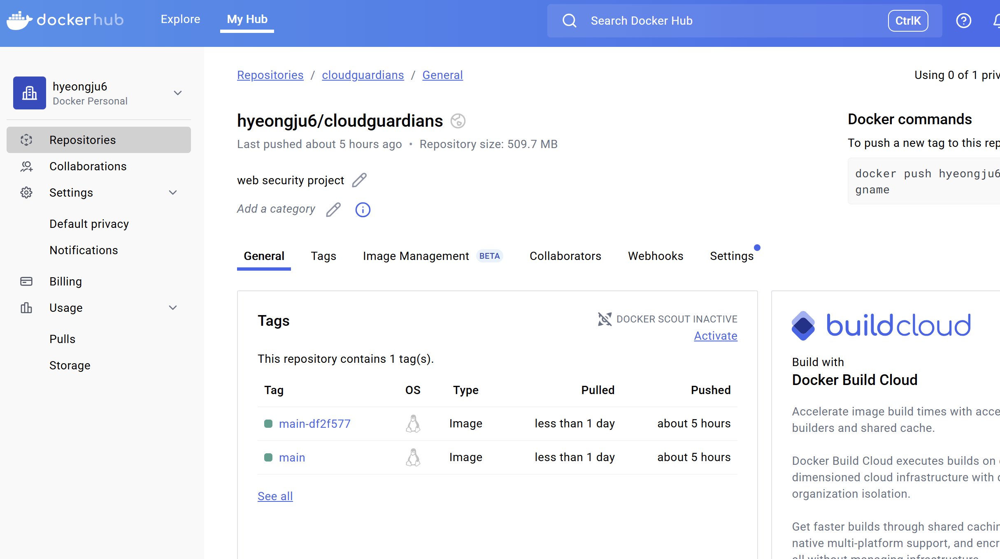 dockerhub
Explore
My Hub
Search Docker Hub
CtrlK
hyeongju6
Docker Personal
Repositories
Collaborations
Settings
Default privacy
Notifications
Billing
Usage
Pulls
Storage
Repositories / cloudguardians / General
Using 0 of 1
hyeongju6/cloudguardians
Last pushed about 5 hours ago • Repository size: 509.7 MB
web security project
Add a category
Docker commands
To push a new tag to this
docker push hyeongju6
gname
General
Tags
Image Management BETA
Collaborators
Webhooks
Settings
Tags
DOCKER SCOUT INACTIVE
Activate
This repository contains 1 tag(s).
Tag OS Type Pulled Pushed
main-df2f577 Image less than 1 day about 5 hours
main Image less than 1 day about 5 hours
See all
buildcloud
Build with
Docker Build Cloud
Accelerate image build times with
builders and shared cache.
Docker Build Cloud executes builds on
dimensioned cloud infrastructure with
organization isolation.
Get faster builds through shared
native multi-platform support, and
all without managing infrastructure